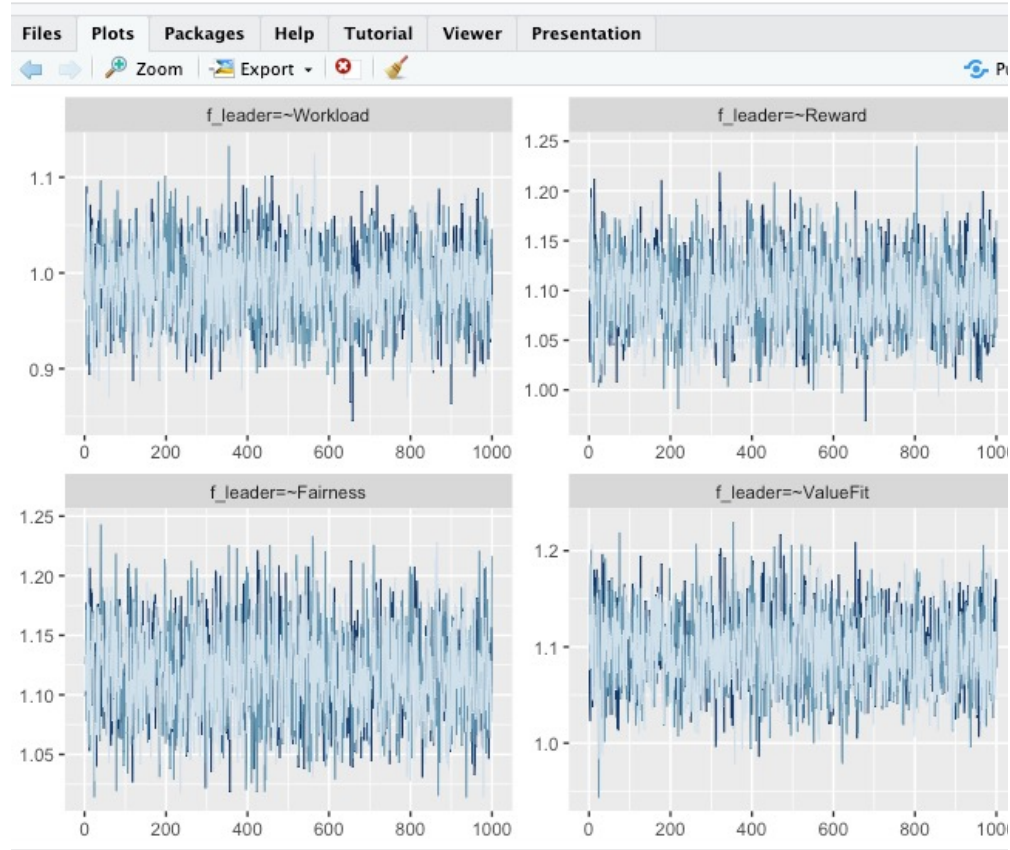 Files Plots Packages Help Tutorial Viewer Presentation
Zoom Export
f_leader=~Workload
1.1
1.0
0.9
0 200 400 600 800 1000
f_leader=~Reward
1.25
1.20
1.15
1.10
1.05
1.00
0 200 400 600 800
f_leader=~Fairness
1.25
1.20
1.15
1.10
1.05
0 200 400 600 800 1000
f_leader=~ValueFit
1.2
1.1
1.0
0 200 400 600 800